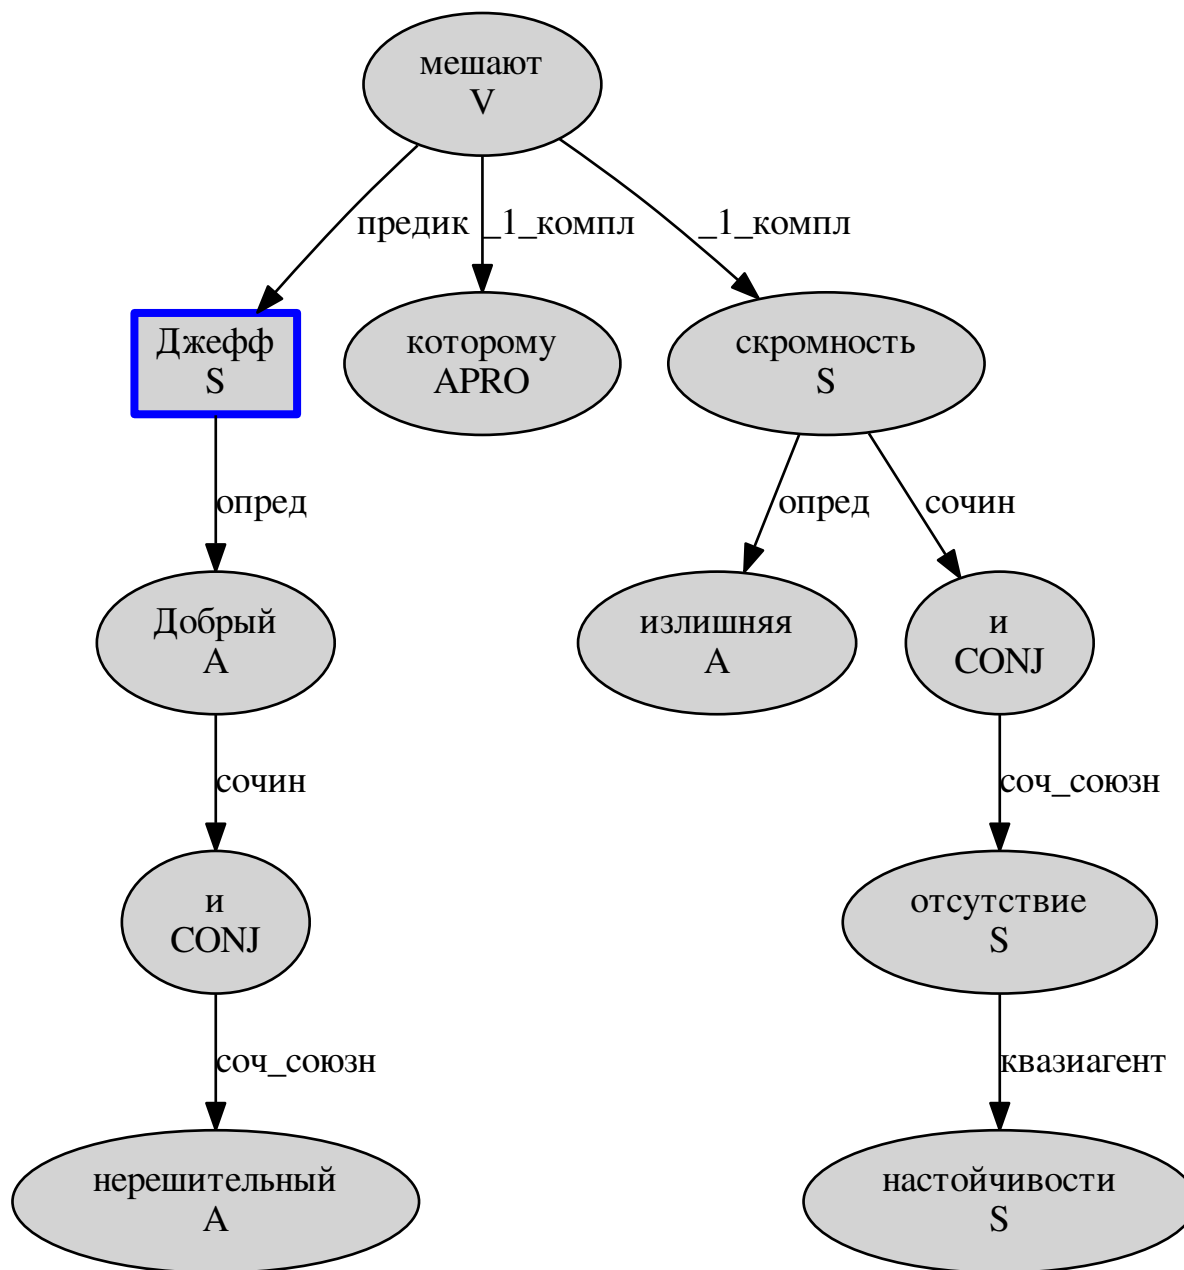 мешают
V
предик
_1_компл
_1_компл
Джефф
S
которому
APRO
скромность
S
опред
опред
сочин
Добрый
A
излишняя
A
и
CONJ
сочин
соч_союзн
и
CONJ
отсутствие
S
соч_союзн
квазиагент
нерешительный
A
настойчивости
S